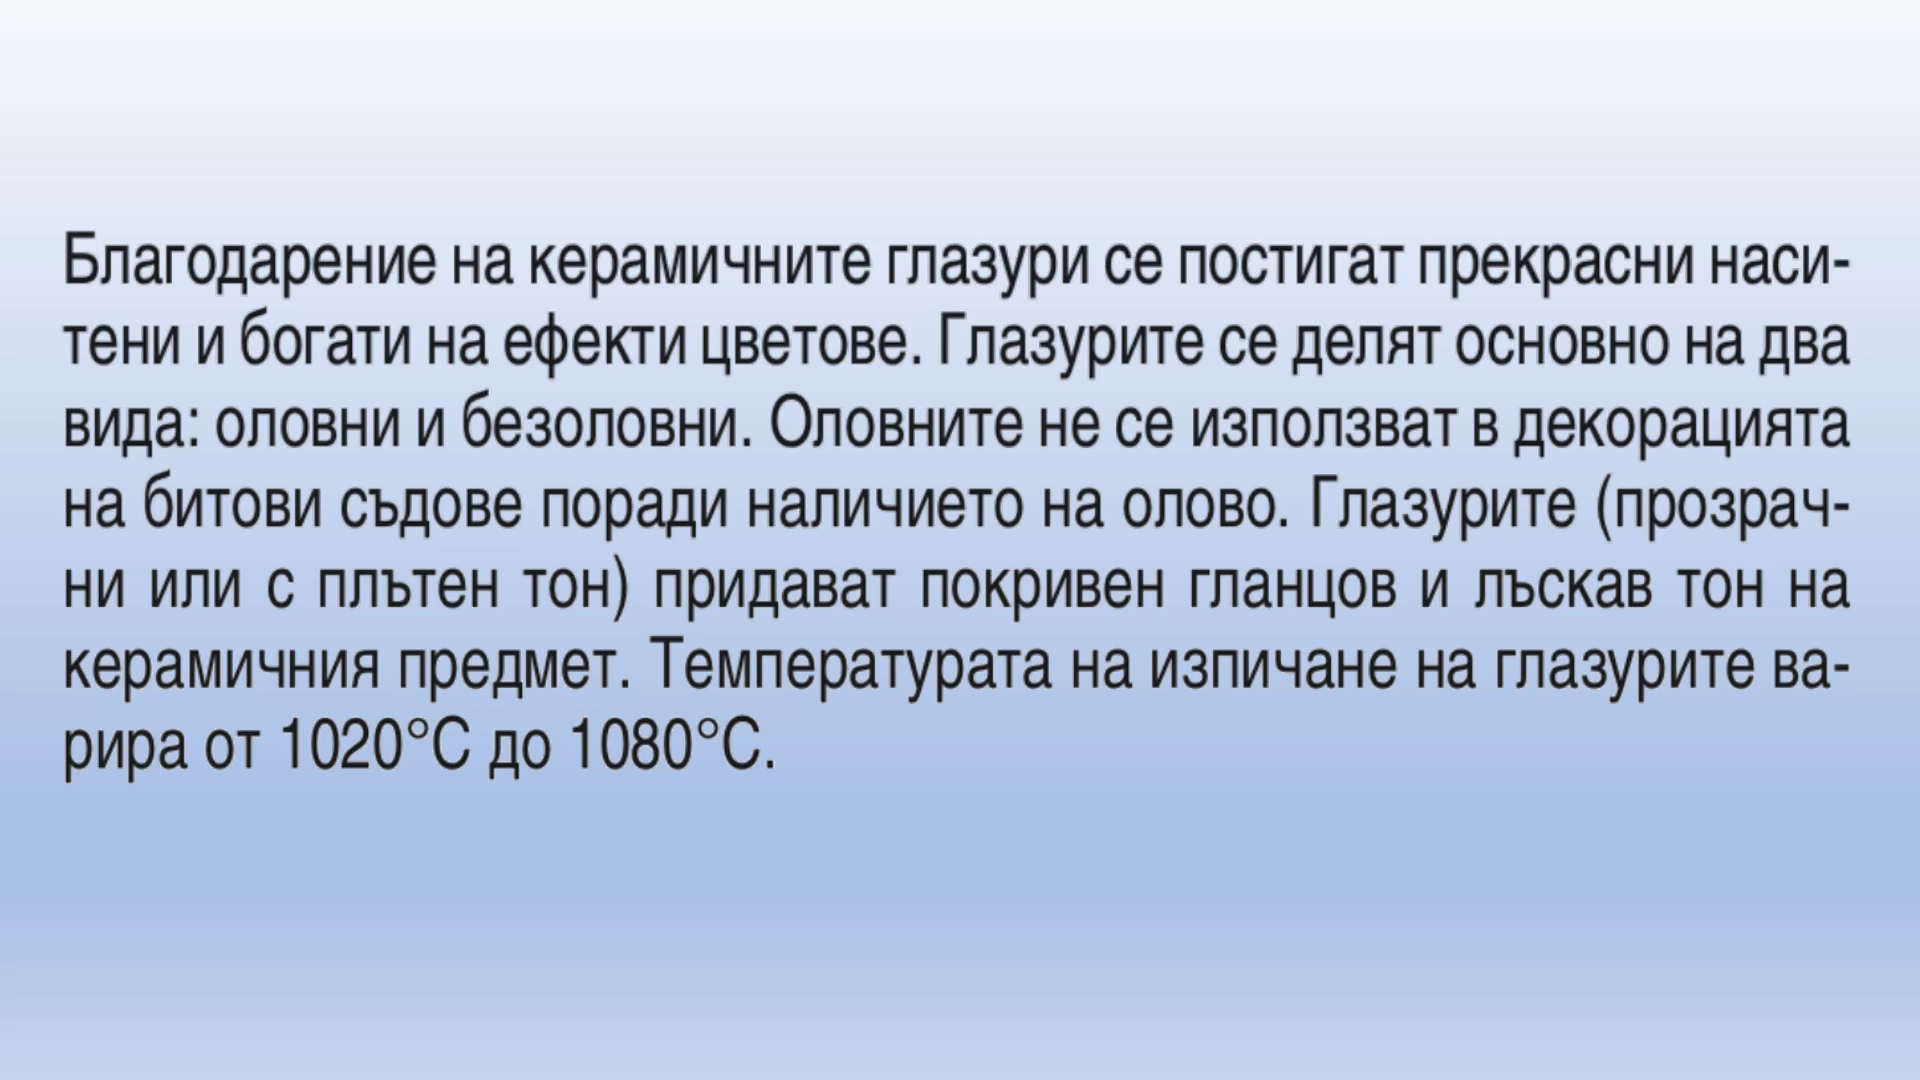 Благодарение на керамичните глазури се постигат прекрасни наси-
тени и богати на ефекти цветове. Глазурите се делят основно на два
вида: оловни и безоловни. Оловните не се използват в декорацията
на битови съдове поради наличието на олово. Глазурите (прозрач-
ни или с плътен тон) придават покривен гланцов и лъскав тон на
керамичния предмет. Температурата на изпичане на глазурите ва-
рира от 1020°C до 1080°C.